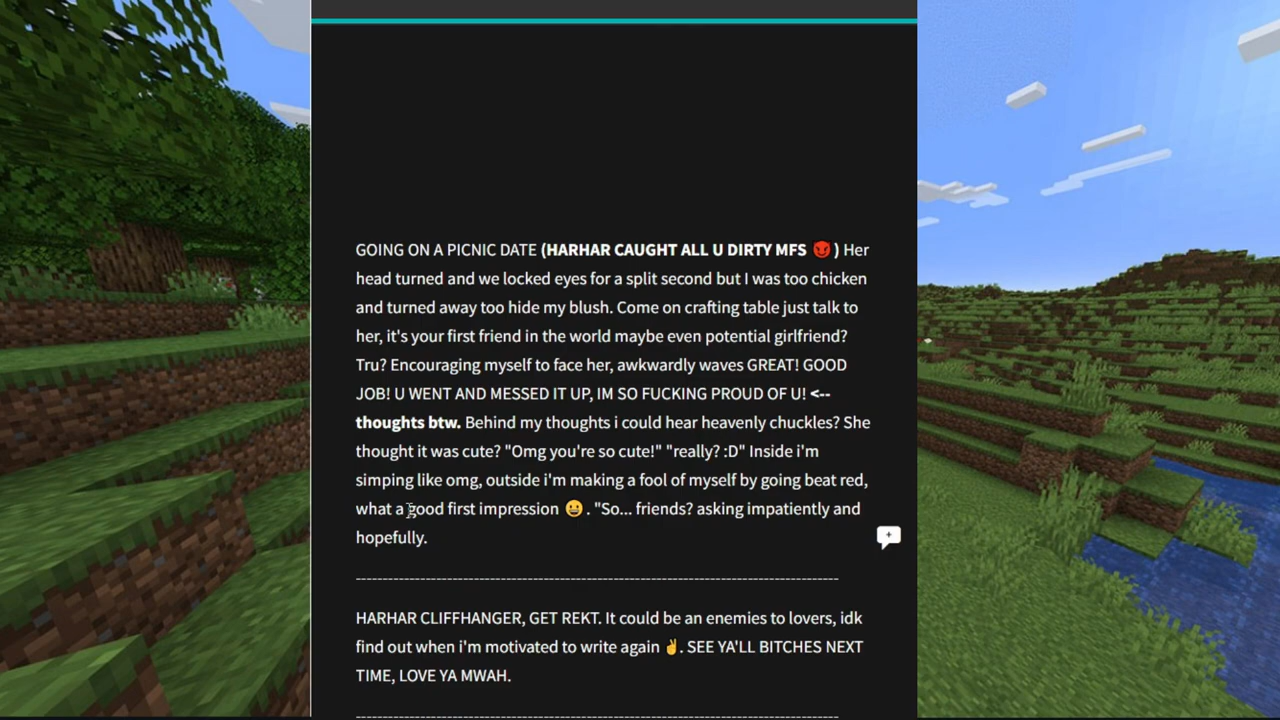 GOING ON A PICNIC DATE (HARHAR CAUGHT ALL U DIRTY MFS 😈 ) Her
head turned and we locked eyes for a split second but I was too chicken
and turned away too hide my blush. Come on crafting table just talk to
her, it's your first friend in the world maybe even potential girlfriend?
Tru? Encouraging myself to face her, awkwardly waves GREAT! GOOD
JOB! U WENT AND MESSED IT UP, IM SO FUCKING PROUD OF U! <--
thoughts btw. Behind my thoughts i could hear heavenly chuckles? She
thought it was cute? "Omg you're so cute!" "really? :D" Inside i'm
simping like omg, outside i'm making a fool of myself by going beat red,
what a good first impression 😀 . "So... friends? asking impatiently and
hopefully.
HARHAR CLIFFHANGER, GET REKT. It could be an enemies to lovers, idk
find out when i'm motivated to write again ✌. SEE YA'LL BITCHES NEXT
TIME, LOVE YA MWAH.